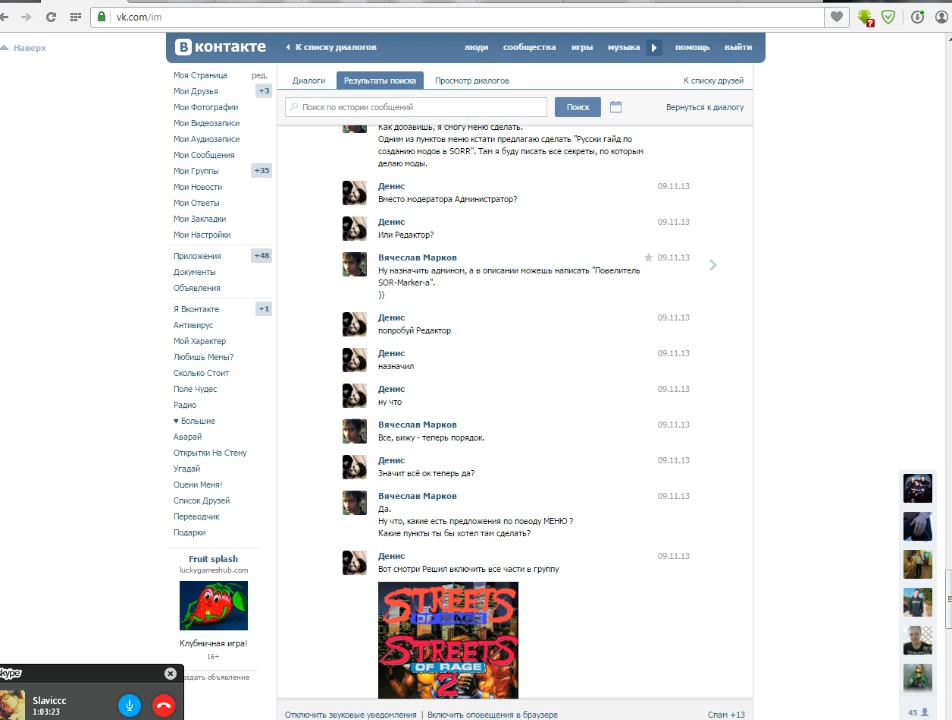 vk.com/im
7
Наверх
В контакте
К списку диалогов
люди сообщества игры музыка помощь выйти
Моя Страница ред.
Мои Друзья +3
Мои Фотографии
Мои Видеозаписи
Мои Аудиозаписи
Мои Сообщения
Мои Группы +35
Мои Новости
Мои Ответы
Мои Закладки
Мои Настройки
Приложения +48
Документы
Объявления
Я Вконтакте +1
Антивирус
Мой Характер
Любишь Мемы?
Сколько Стоит
Поле Чудес
Радио
♥ Большие
Аварай
Открытки На Стену
Угадай
Оцени Меня!
Список Друзей
Переводчик
Подарки
Fruit splash
luckygameshub.com
Клубничная игра!
16+
здать объявление
Диалоги Результаты поиска Просмотр диалогов К списку друзей
Поиск по истории сообщений Поиск Вернуться к диалогу
Как добавишь, я смогу меню сделать.
Одним из пунктов меню кстати предлагаю сделать "Русски гайд по
созданию модов в SORR". Там я буду писать все секреты, по которым
делаю моды.
Денис 09.11.13
Вместо модератора Администратор?
Денис 09.11.13
Или Редактор?
Вячеслав Марков 09.11.13
Ну назначить админом, а в описании можешь написать "Повелитель
SOR-Marker-а".
))
Денис 09.11.13
попробуй Редактор
Денис 09.11.13
назначил
Денис 09.11.13
ну что
Вячеслав Марков 09.11.13
Все, вижу - теперь порядок.
Денис 09.11.13
Значит всё ок теперь да?
Вячеслав Марков 09.11.13
Да.
Ну что, какие есть предложения по поводу МЕНЮ ?
Какие пункты ты бы хотел там сделать?
Денис 09.11.13
Вот смотри Решил включить все части в группу
STREETS
OF RAGE
STREETS
OF RAGE
2
Отключить звуковые уведомления | Включить оповещения в браузере Спам +13
45
kype
Slaviccc
1:03:23